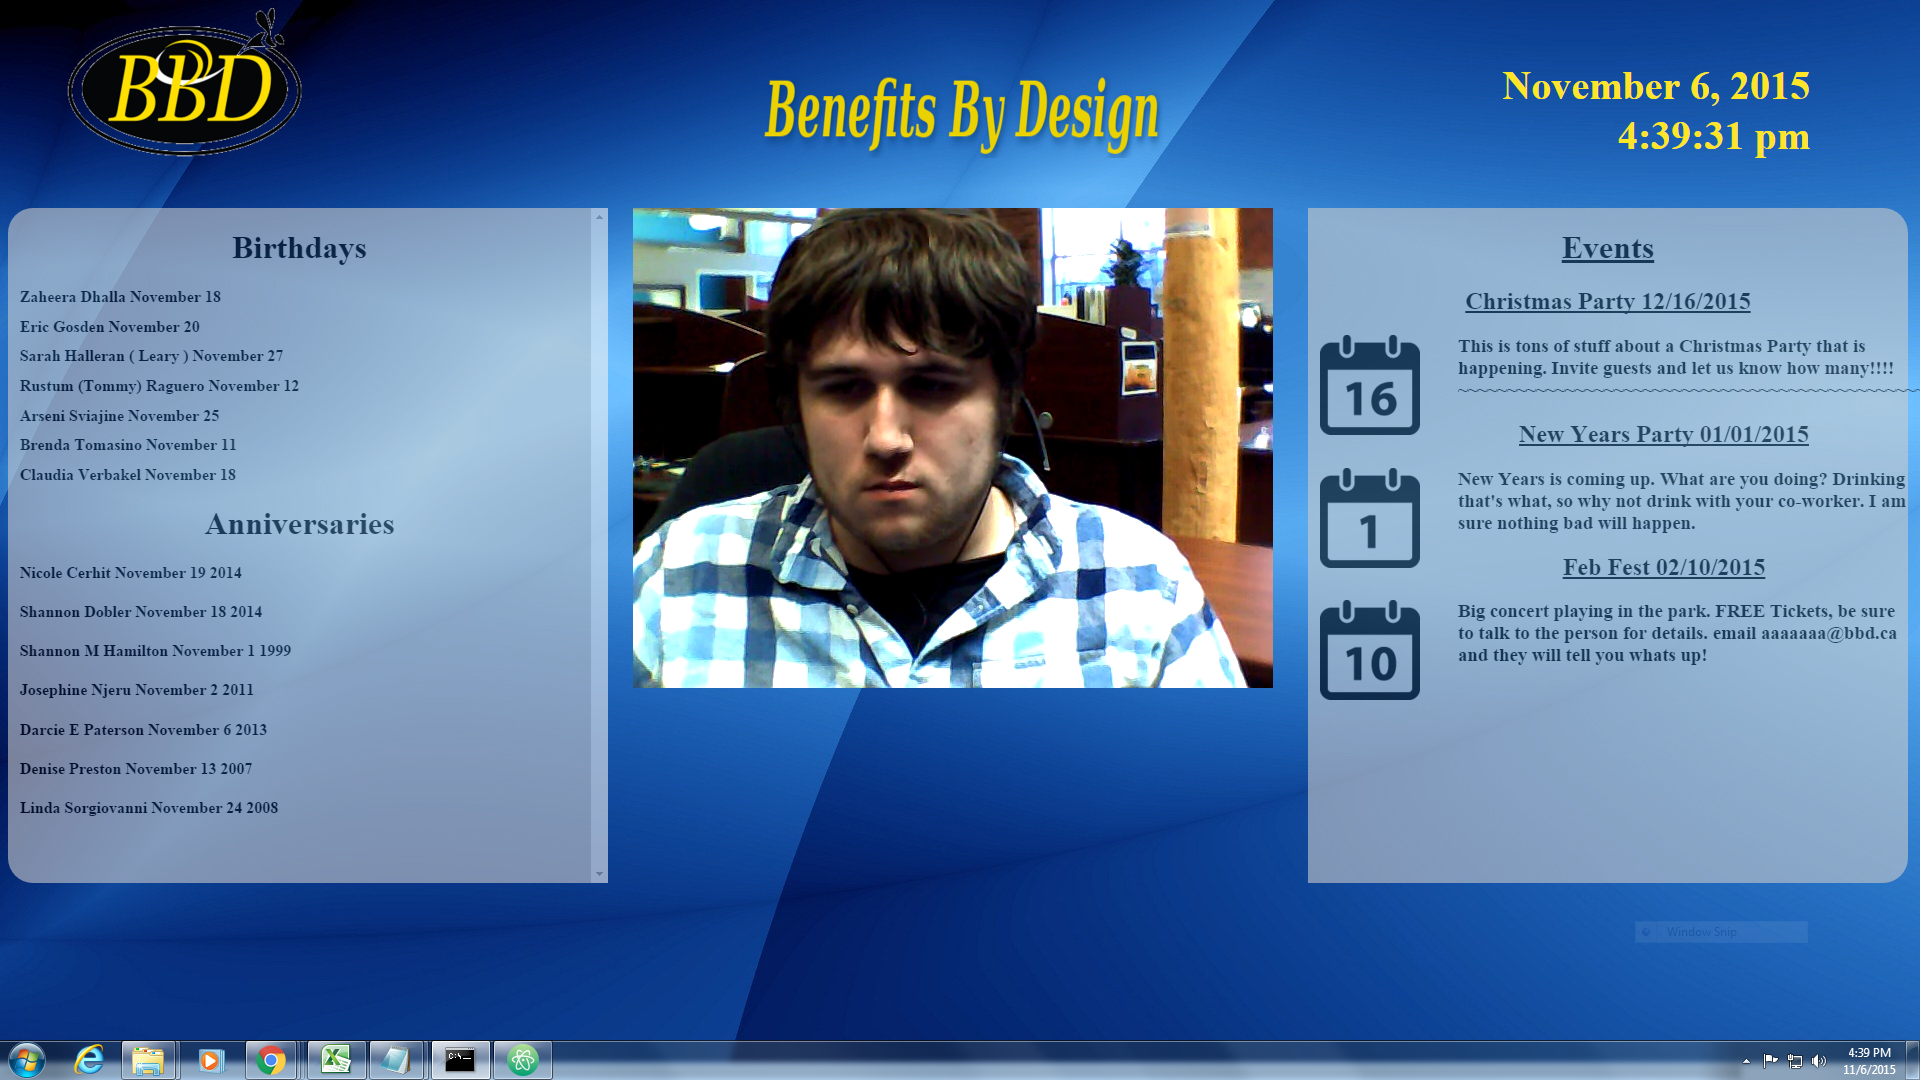 BBD
Benefits By Design
November 6, 2015
4:39:31 pm
Birthdays
Zaheera Dhalla November 18
Eric Gosden November 20
Sarah Halleran ( Leary ) November 27
Rustum (Tommy) Raguero November 12
Arseni Sviajine November 25
Brenda Tomasino November 11
Claudia Verbakel November 18
Anniversaries
Nicole Cerhit November 19 2014
Shannon Dobler November 18 2014
Shannon M Hamilton November 1 1999
Josephine Njeru November 2 2011
Darcie E Paterson November 6 2013
Denise Preston November 13 2007
Linda Sorgiovanni November 24 2008
Events
Christmas Party 12/16/2015
16
This is tons of stuff about a Christmas Party that is
happening. Invite guests and let us know how many!!!!
~~~~~~~~~~~~~~~~~~~~~~~~~~~~~~~~~~~~~~~~
New Years Party 01/01/2015
1
New Years is coming up. What are you doing? Drinking
that's what, so why not drink with your co-worker. I am
sure nothing bad will happen.
Feb Fest 02/10/2015
10
Big concert playing in the park. FREE Tickets, be sure
to talk to the person for details. email aaaaaaa@bbd.ca
and they will tell you whats up!
Window Snip
C:\_
4:39 PM
11/6/2015